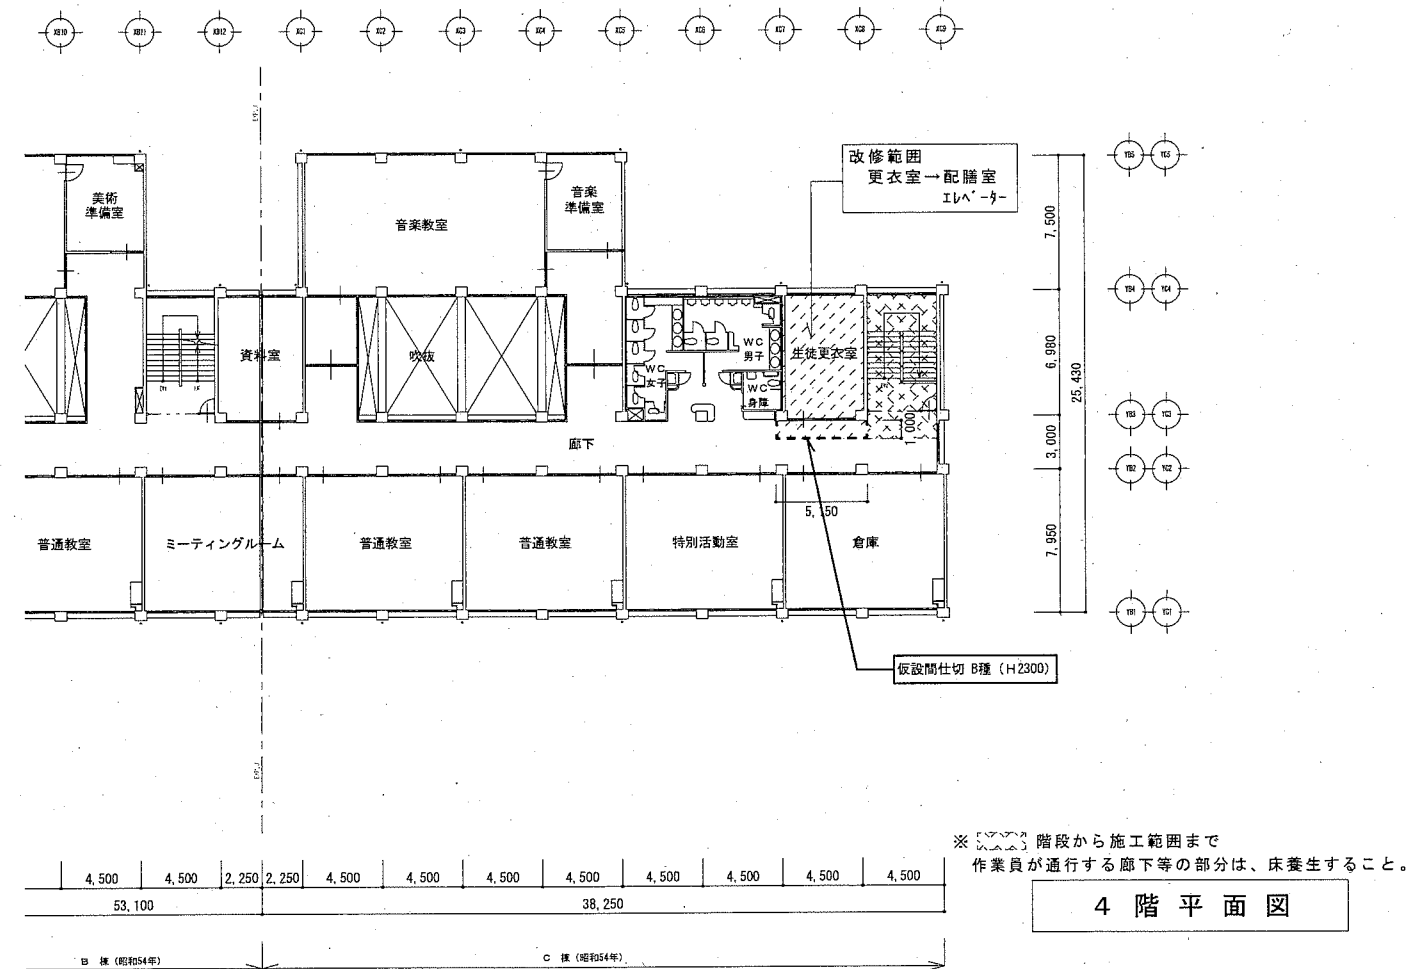 XB10 XB11 XB12 XC1 XC2 XC3 XC4 XC5 XC6 XC7 XC8 XC9
EXP.J
改修範囲
更衣室→配膳室
エレベーター
YB5 YC5
美術
準備室
音楽教室
音楽
準備室
7,500
YB4 YC4
資料室
吹抜
WC
女子
WC
男子
WC
身障
生徒更衣室
6,980
25,430
1,000
YB3 YC3
廊下
3,000
YB2 YC2
5,150
普通教室
ミーティングルーム
普通教室
普通教室
特別活動室
倉庫
7,950
YB1 YC1
仮設間仕切 B種（H2300）
EXP.J
※ 階段から施工範囲まで
作業員が通行する廊下等の部分は、床養生すること。
4,500 4,500 2,250 2,250 4,500 4,500 4,500 4,500 4,500 4,500 4,500 4,500
53,100 38,250
４階平面図
B 棟（昭和54年） C 棟（昭和54年）